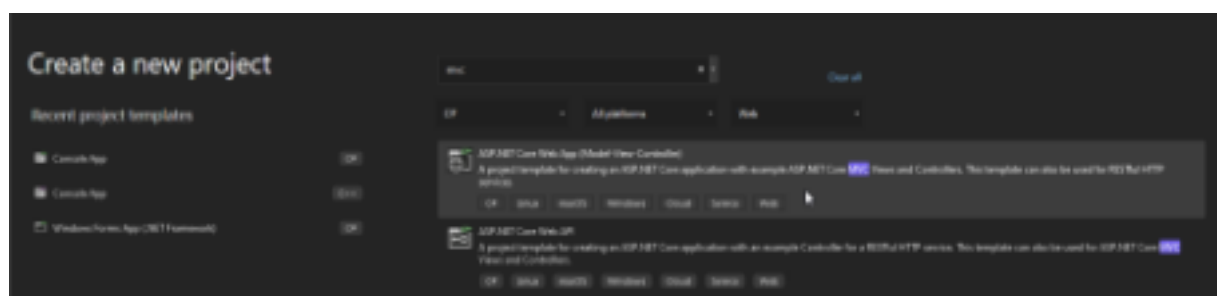 Create a new project
mvc
Clear all
Recent project templates
C#
All platforms
Web
Console App
C#
Console App
C++
Windows Forms App (.NET Framework)
C#
ASP.NET Core Web App (Model-View-Controller)
A project template for creating an ASP.NET Core application with example ASP.NET Core MVC Views and Controllers. This template can also be used for RESTful HTTP
services.
C# Linux macOS Windows Cloud Service Web
ASP.NET Core Web API
A project template for creating an ASP.NET Core application with an example Controller for a RESTful HTTP service. This template can also be used for ASP.NET Core MVC
Views and Controllers.
C# Linux macOS Windows Cloud Service Web